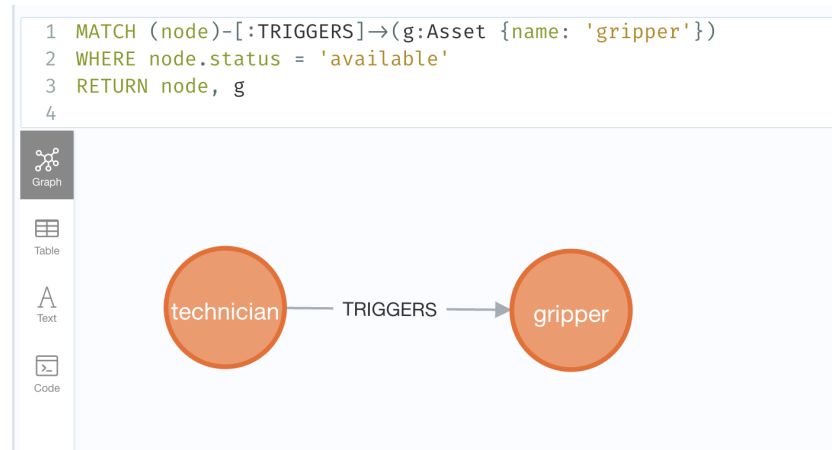 1 MATCH (node)-[:TRIGGERS]→(g:Asset {name: 'gripper'})
2 WHERE node.status = 'available'
3 RETURN node, g
4
Graph
Table
Text
Code
technician
TRIGGERS
gripper